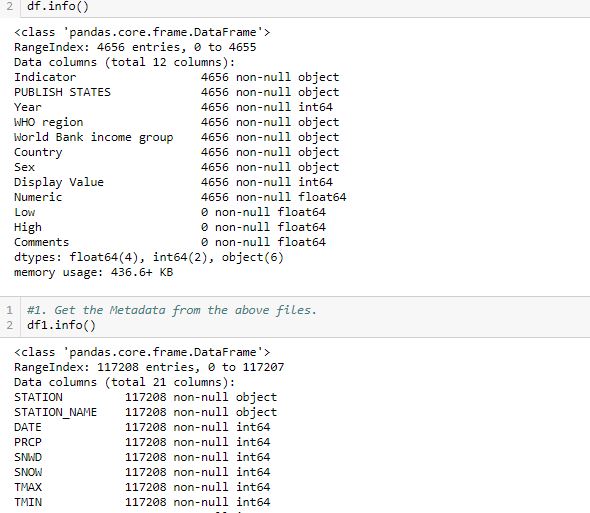 2 df.info()
<class 'pandas.core.frame.DataFrame'>
RangeIndex: 4656 entries, 0 to 4655
Data columns (total 12 columns):
Indicator 4656 non-null object
PUBLISH STATES 4656 non-null object
Year 4656 non-null int64
WHO region 4656 non-null object
World Bank income group 4656 non-null object
Country 4656 non-null object
Sex 4656 non-null object
Display Value 4656 non-null int64
Numeric 4656 non-null float64
Low 0 non-null float64
High 0 non-null float64
Comments 0 non-null float64
dtypes: float64(4), int64(2), object(6)
memory usage: 436.6+ KB
1 #1. Get the Metadata from the above files.
2 df1.info()
<class 'pandas.core.frame.DataFrame'>
RangeIndex: 117208 entries, 0 to 117207
Data columns (total 21 columns):
STATION 117208 non-null object
STATION_NAME 117208 non-null object
DATE 117208 non-null int64
PRCP 117208 non-null int64
SNWD 117208 non-null int64
SNOW 117208 non-null int64
TMAX 117208 non-null int64
TMIN 117208 non-null int64